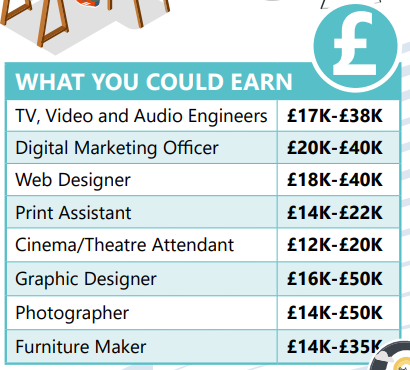 £
WHAT YOU COULD EARN
TV, Video and Audio Engineers £17K-£38K
Digital Marketing Officer £20K-£40K
Web Designer £18K-£40K
Print Assistant £14K-£22K
Cinema/Theatre Attendant £12K-£20K
Graphic Designer £16K-£50K
Photographer £14K-£50K
Furniture Maker £14K-£35K